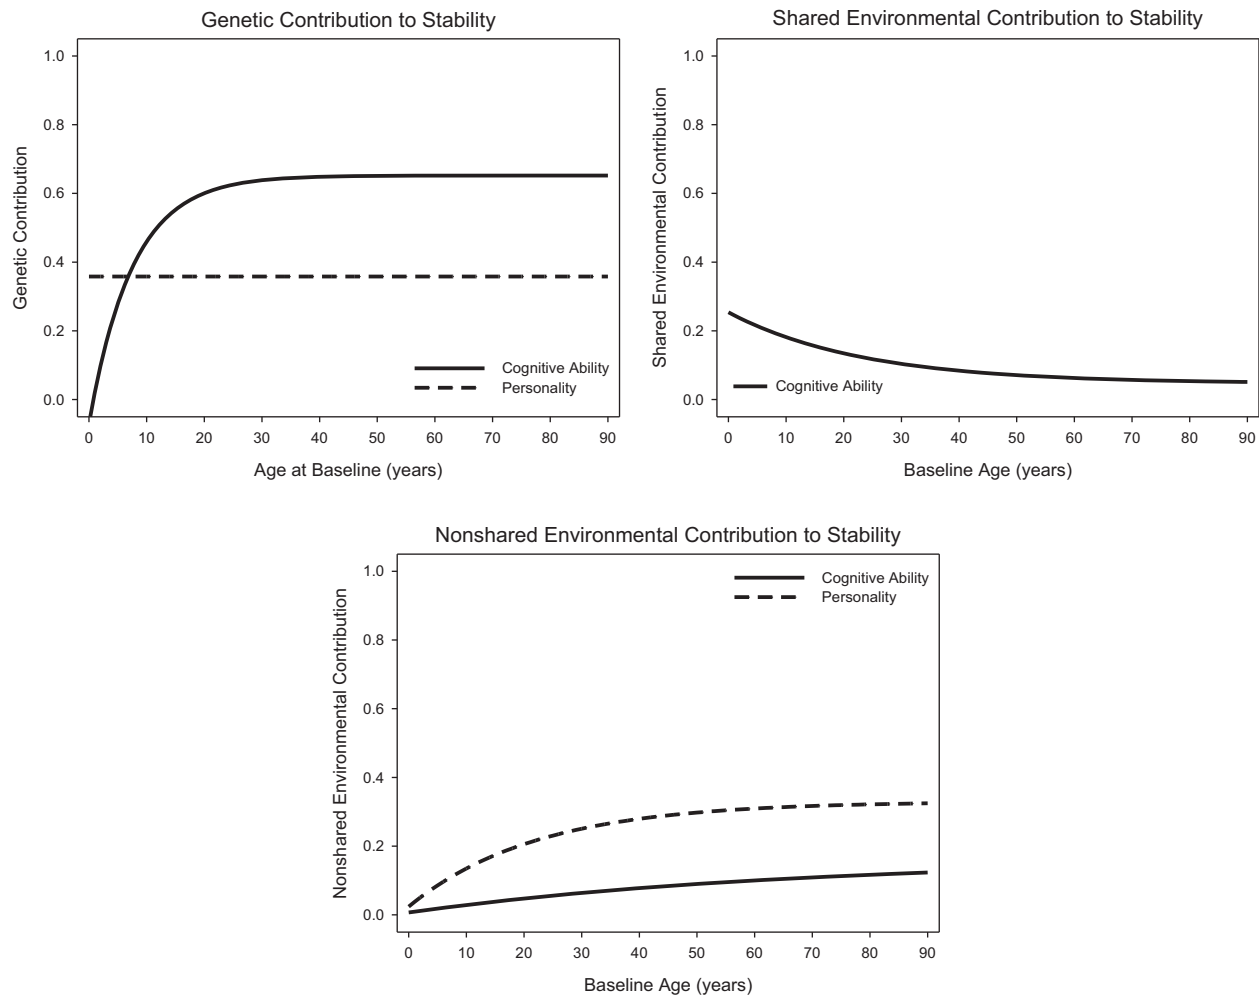 Genetic Contribution to Stability
1.0
0.8
0.6
0.4
0.2
0.0
Genetic Contribution
Cognitive Ability
Personality
0 10 20 30 40 50 60 70 80 90
Age at Baseline (years)
Shared Environmental Contribution to Stability
1.0
0.8
0.6
0.4
0.2
0.0
Shared Environmental Contribution
Cognitive Ability
0 10 20 30 40 50 60 70 80 90
Baseline Age (years)
Nonshared Environmental Contribution to Stability
1.0
0.8
0.6
0.4
0.2
0.0
Nonshared Environmental Contribution
Cognitive Ability
Personality
0 10 20 30 40 50 60 70 80 90
Baseline Age (years)